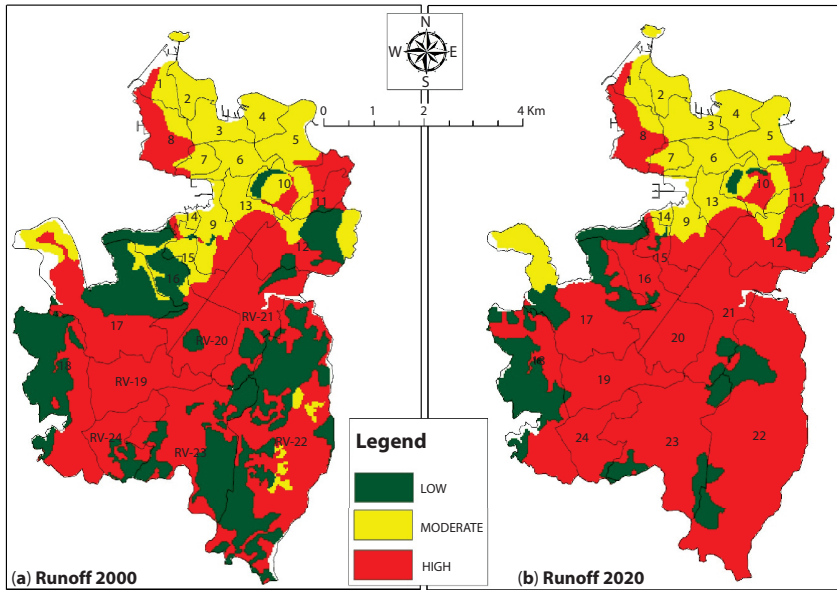 N
W E
S
0 1 2 4 Km
1
2
3
4
5
8
7
6
10
13
11
14
9
12
15
16
17
RV-21
RV-20
18
RV-19
RV-24
RV-23
RV-22
(a) Runoff 2000
1
2
3
4
5
8
7
6
10
13
11
14
9
12
15
16
17
21
20
18
19
24
23
22
(b) Runoff 2020
Legend
LOW
MODERATE
HIGH